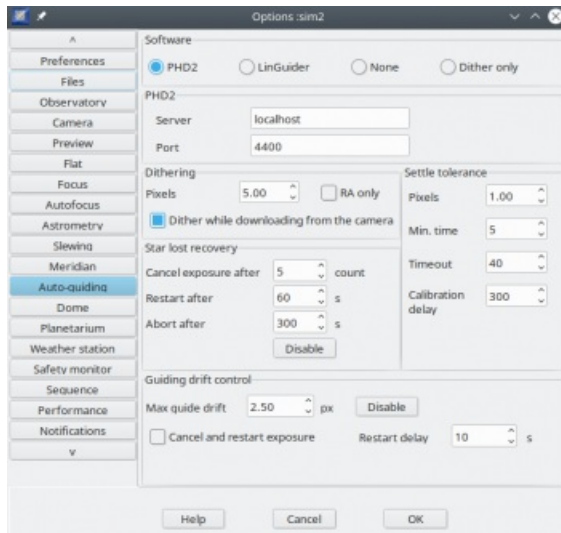 Options :sim2
^
Preferences
Files
Observatory
Camera
Preview
Flat
Focus
Autofocus
Astrometry
Slewing
Meridian
Auto-guiding
Dome
Planetarium
Weather station
Safety monitor
Sequence
Performance
Notifications
v
Software
PHD2 LinGuider None Dither only
PHD2
Server localhost
Port 4400
Dithering
Pixels 5.00 RA only
Dither while downloading from the camera
Settle tolerance
Pixels 1.00
Min. time 5
Timeout 40
Calibration
delay 300
Star lost recovery
Cancel exposure after 5 count
Restart after 60 s
Abort after 300 s
Disable
Guiding drift control
Max guide drift 2.50 px Disable
Cancel and restart exposure Restart delay 10 s
Help Cancel OK